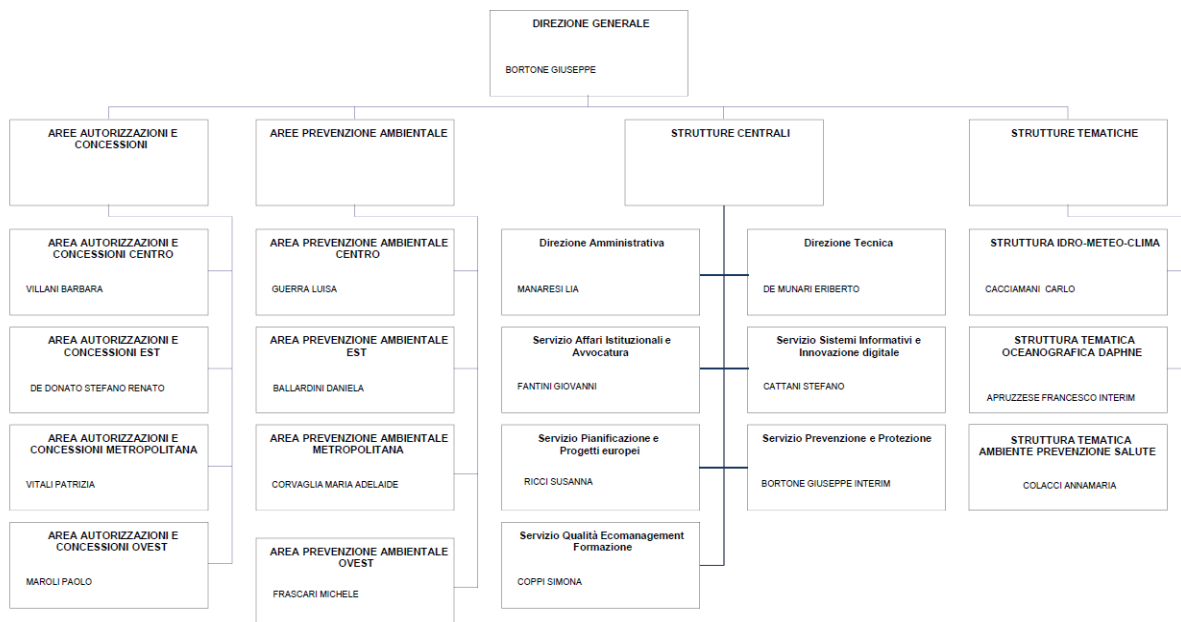 DIREZIONE GENERALE
BORTONE GIUSEPPE
AREE AUTORIZZAZIONI E
CONCESSIONI
AREE PREVENZIONE AMBIENTALE
STRUTTURE CENTRALI
STRUTTURE TEMATICHE
AREA AUTORIZZAZIONI E
CONCESSIONI CENTRO
VILLANI BARBARA
AREA AUTORIZZAZIONI E
CONCESSIONI EST
DE DONATO STEFANO RENATO
AREA AUTORIZZAZIONI E
CONCESSIONI METROPOLITANA
VITALI PATRIZIA
AREA AUTORIZZAZIONI E
CONCESSIONI OVEST
MAROLI PAOLO
AREA PREVENZIONE AMBIENTALE
CENTRO
GUERRA LUISA
AREA PREVENZIONE AMBIENTALE
EST
BALLARDINI DANIELA
AREA PREVENZIONE AMBIENTALE
METROPOLITANA
CORVAGLIA MARIA ADELAIDE
AREA PREVENZIONE AMBIENTALE
OVEST
FRASCARI MICHELE
Direzione Amministrativa
MANARESI LIA
Servizio Affari Istituzionali e
Avvocatura
FANTINI GIOVANNI
Servizio Pianificazione e
Progetti europei
RICCI SUSANNA
Servizio Qualità Ecomanagement
Formazione
COPPI SIMONA
Direzione Tecnica
DE MUNARI ERIBERTO
Servizio Sistemi Informativi e
Innovazione digitale
CATTANI STEFANO
Servizio Prevenzione e Protezione
BORTONE GIUSEPPE INTERIM
STRUTTURA IDRO-METEO-CLIMA
CACCIAMANI CARLO
STRUTTURA TEMATICA
OCEANOGRAFICA DAPHNE
APRUZZESE FRANCESCO INTERIM
STRUTTURA TEMATICA
AMBIENTE PREVENZIONE SALUTE
COLACCI ANNAMARIA